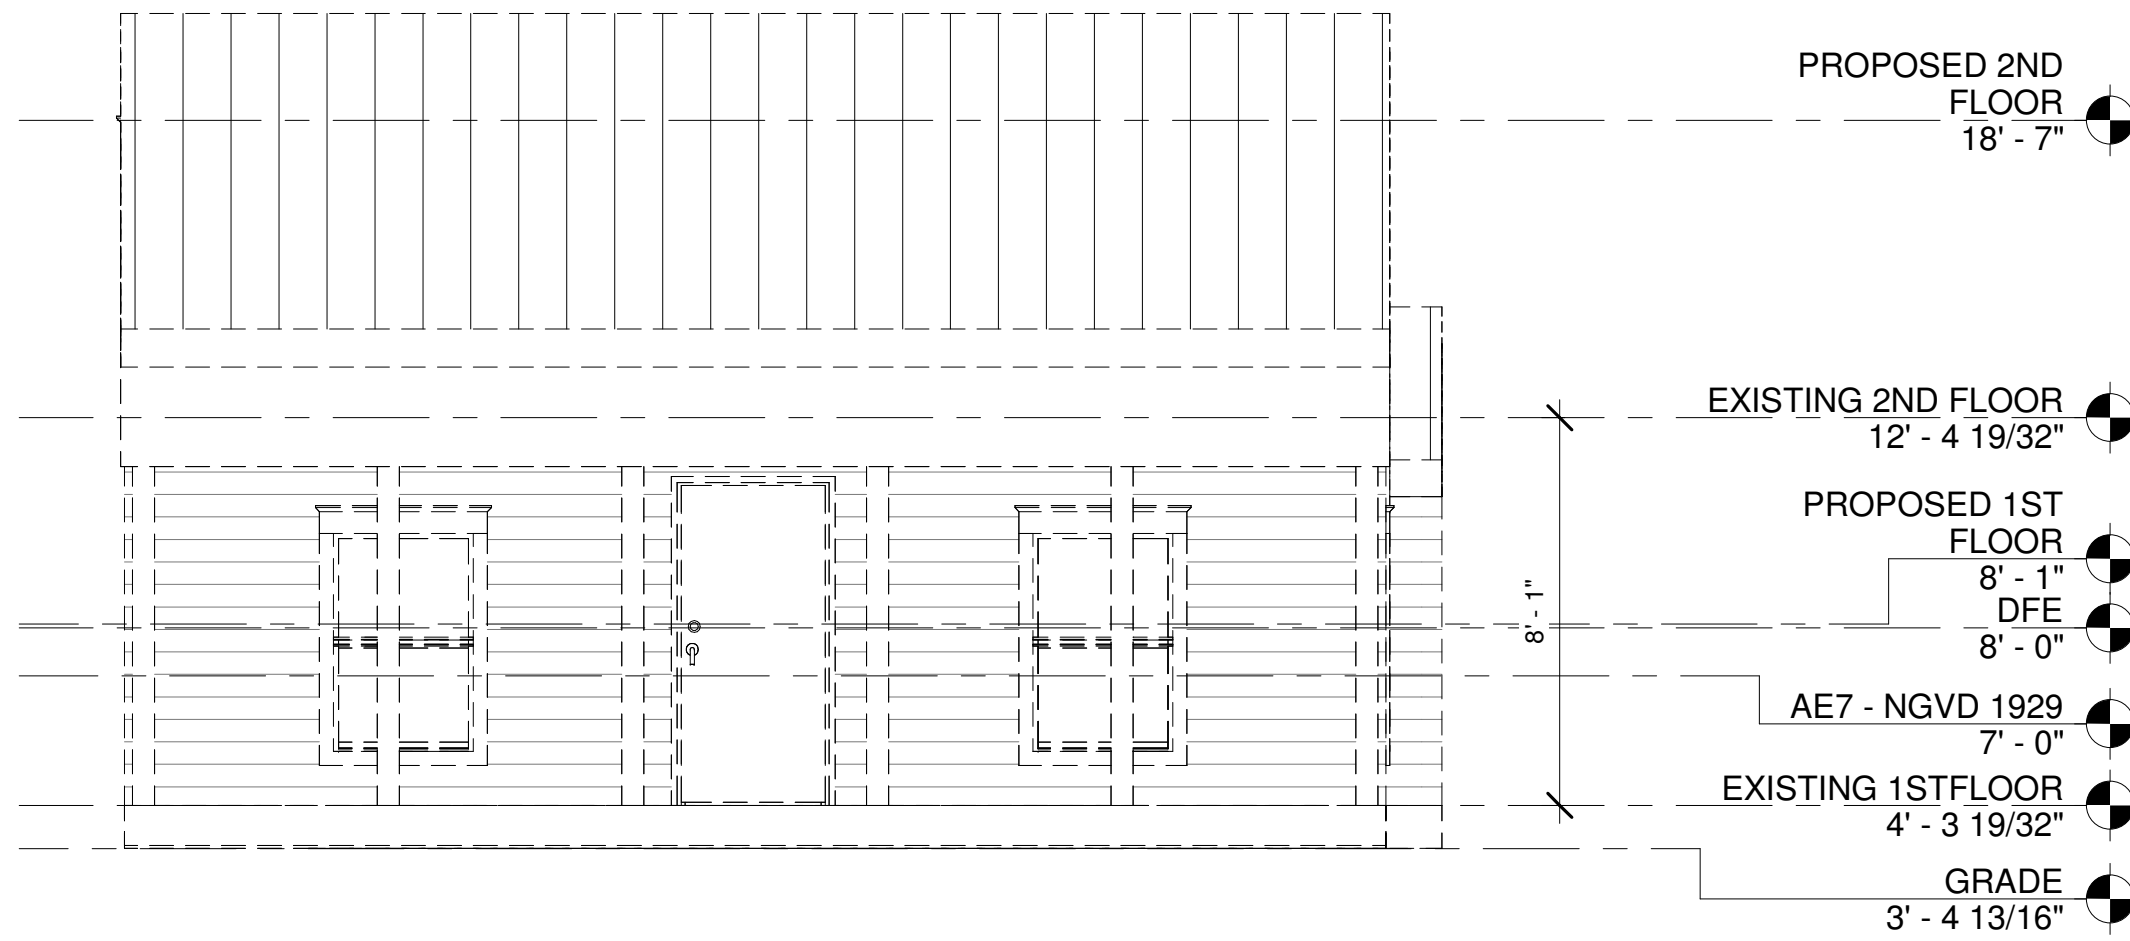 PROPOSED 2ND
FLOOR
18' - 7"
EXISTING 2ND FLOOR
12' - 4 19/32"
PROPOSED 1ST
FLOOR
8' - 1"
DFE
8' - 0"
8' - 1"
AE7 - NGVD 1929
7' - 0"
EXISTING 1STFLOOR
4' - 3 19/32"
GRADE
3' - 4 13/16"